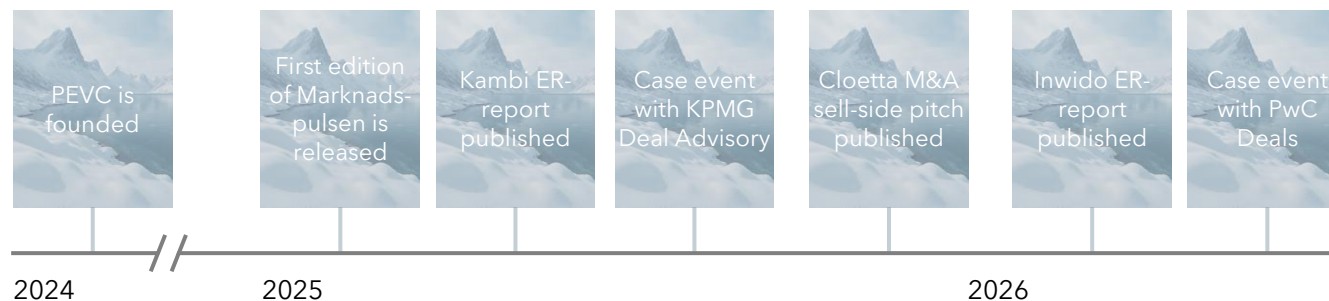 PEVC is
founded
First edition
of Marknads-
pulsen is
released
Kambi ER-
report
published
Case event
with KPMG
Deal Advisory
Cloetta M&A
sell-side pitch
published
Inwido ER-
report
published
Case event
with PwC
Deals
2024
2025
2026